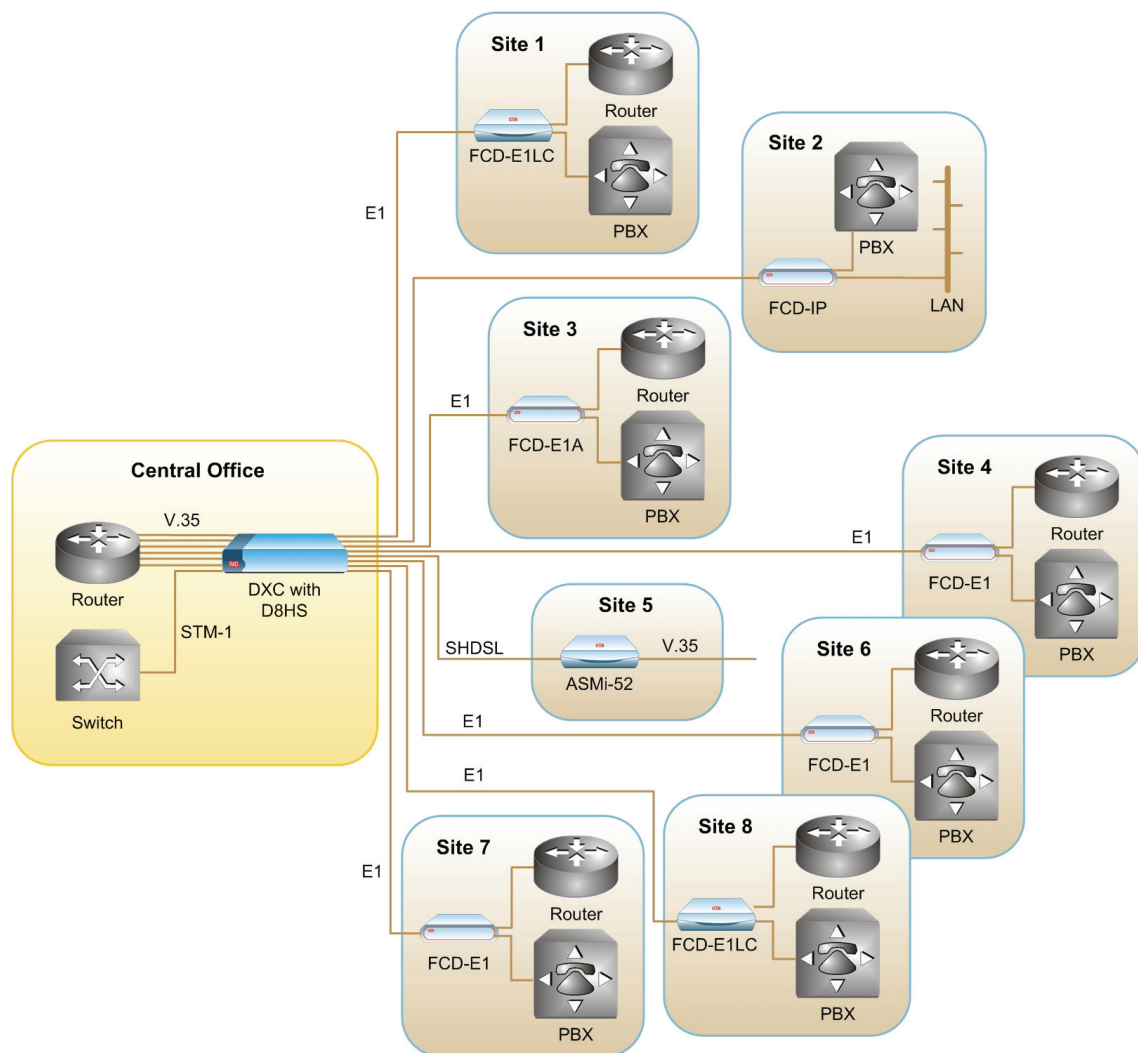 Site 1
Router
FCD-E1LC
PBX
E1
Site 2
PBX
FCD-IP
LAN
Site 3
Router
E1
FCD-E1A
PBX
Central Office
V.35
Router
DXC with
D8HS
STM-1
Switch
Site 4
Router
E1
FCD-E1
PBX
Site 5
SHDSL
V.35
ASMi-52
Site 6
Router
E1
FCD-E1
PBX
Site 7
Router
E1
FCD-E1
PBX
Site 8
Router
E1
FCD-E1LC
PBX